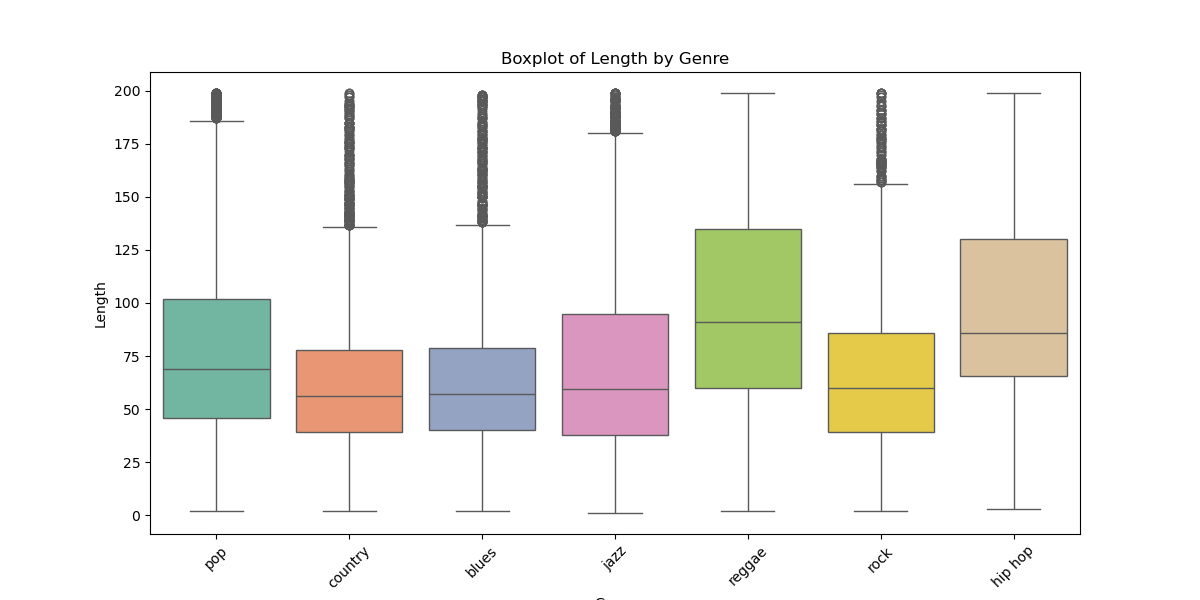 Boxplot of Length by Genre
Length
200
175
150
125
100
75
50
25
0
pop
country
blues
jazz
reggae
rock
hip hop